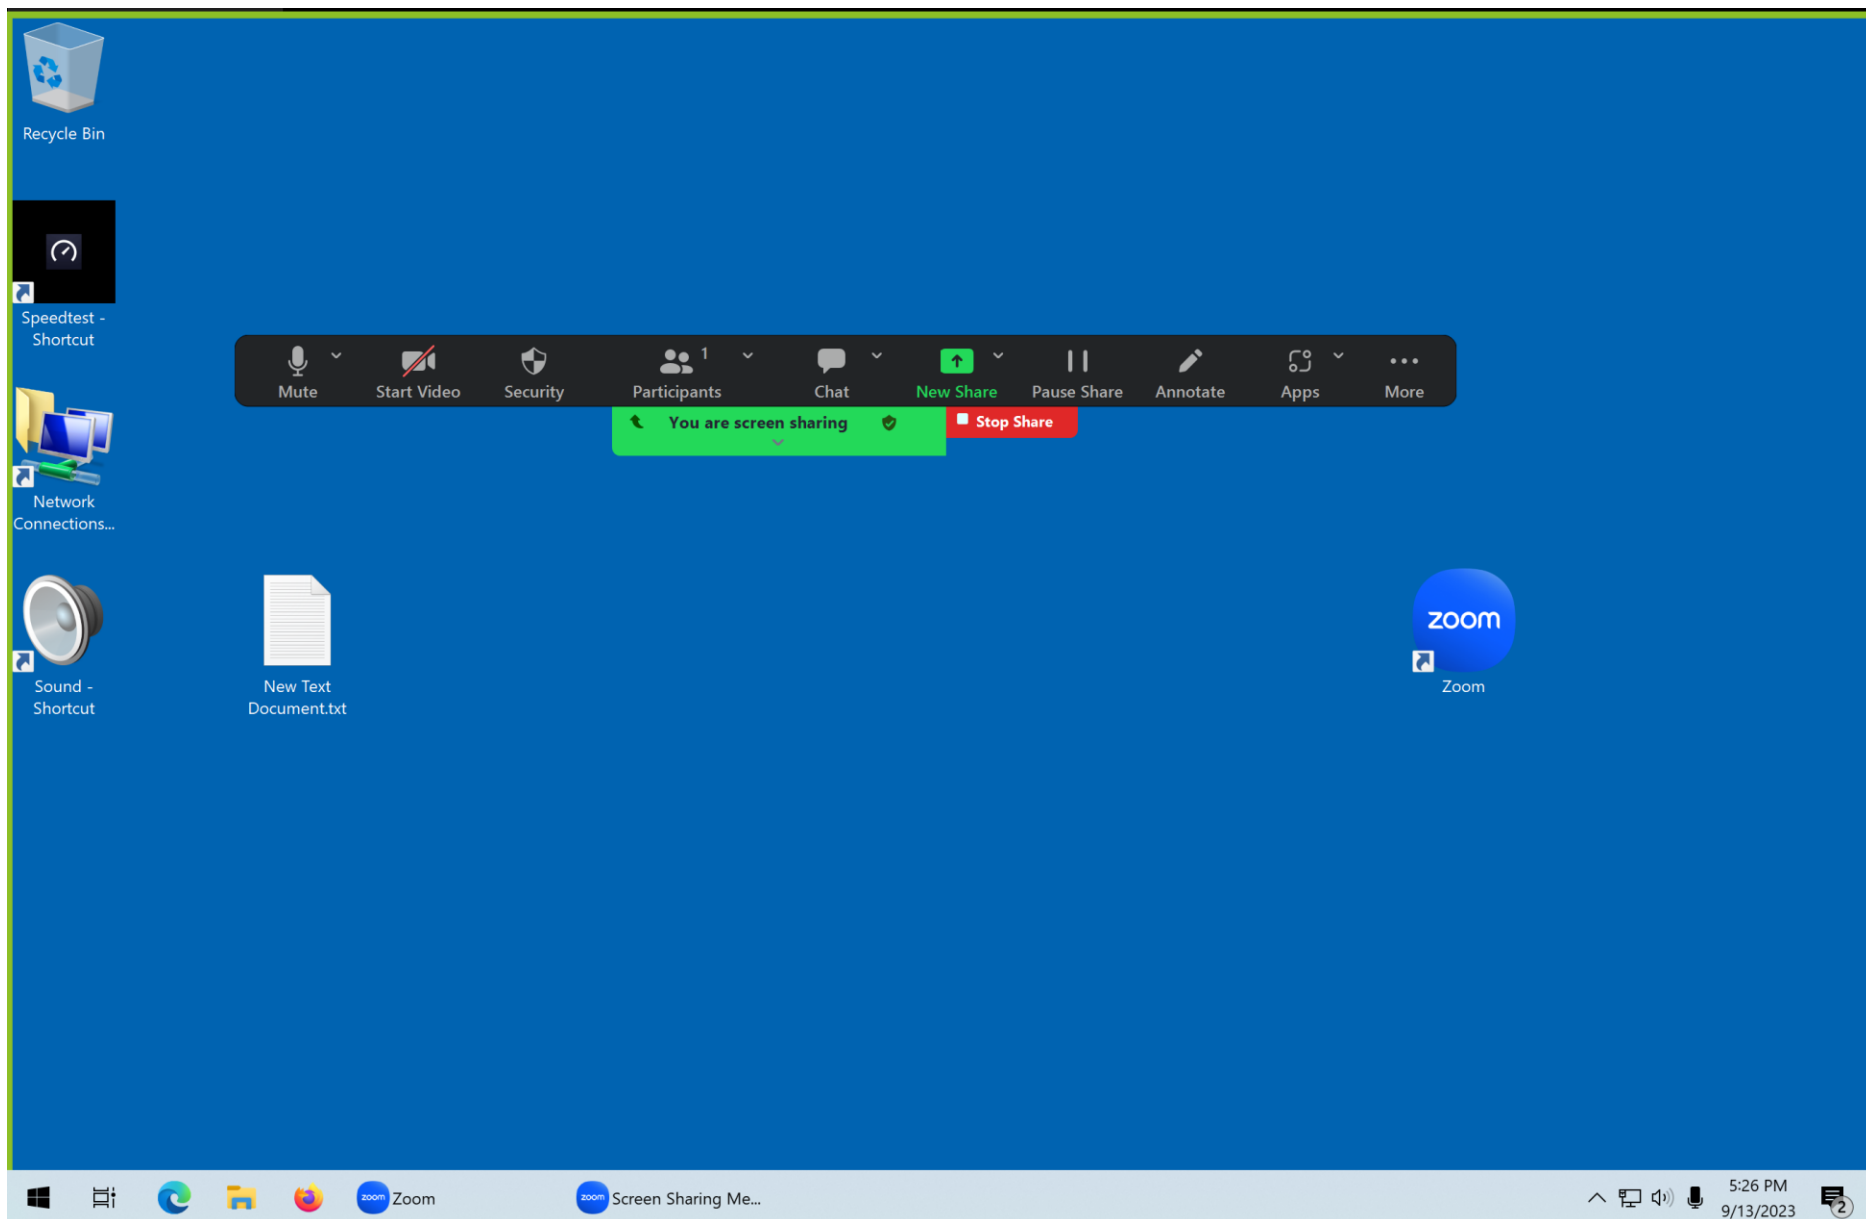 Recycle Bin
Speedtest -
Shortcut
Mute
Start Video
Security
1
Participants
Chat
New Share
Pause Share
Annotate
Apps
More
You are screen sharing
Stop Share
Network
Connections...
Sound -
Shortcut
New Text
Document.txt
zoom
Zoom
zoom
Zoom
zoom
Screen Sharing Me...
5:26 PM
9/13/2023
2